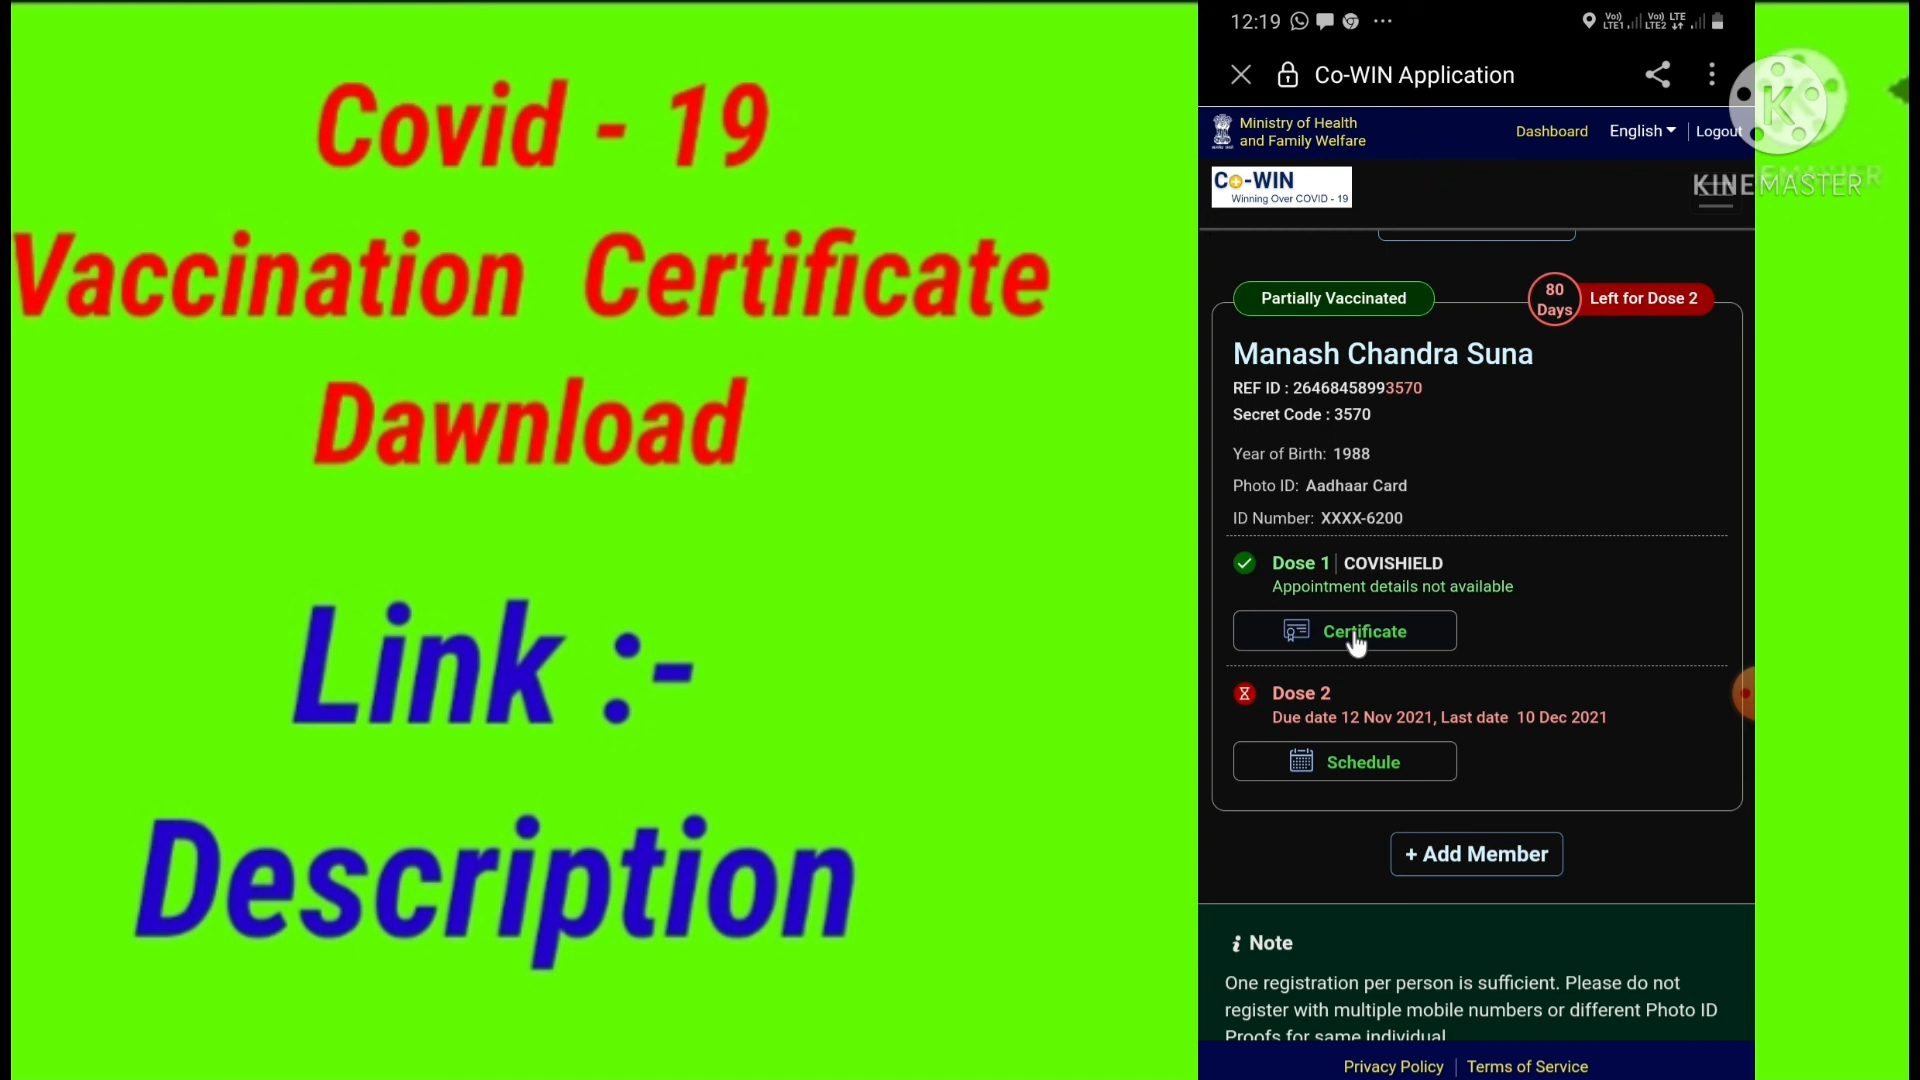 Covid - 19
Vaccination Certificate
Dawnload
Link :-
Description
12:19
Vo) LTE1 Vo) LTE LTE2
Co-WIN Application
Ministry of Health
and Family Welfare
Dashboard English Logout
KINEMASTER
Co-WIN
Winning Over COVID - 19
Partially Vaccinated
80 Days Left for Dose 2
Manash Chandra Suna
REF ID : 26468458993570
Secret Code : 3570
Year of Birth: 1988
Photo ID: Aadhaar Card
ID Number: XXXX-6200
Dose 1 | COVISHIELD
Appointment details not available
Certificate
Dose 2
Due date 12 Nov 2021, Last date 10 Dec 2021
Schedule
+ Add Member
i Note
One registration per person is sufficient. Please do not
register with multiple mobile numbers or different Photo ID
Proofs for same individual
Privacy Policy | Terms of Service